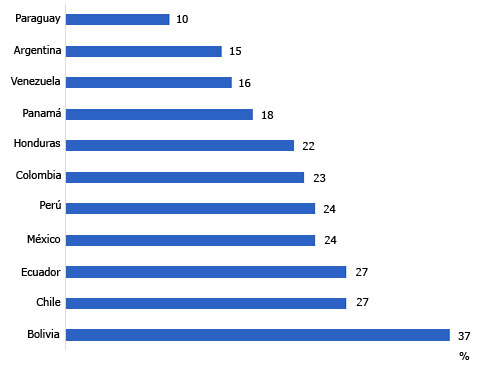 Paraguay 10
Argentina 15
Venezuela 16
Panamá 18
Honduras 22
Colombia 23
Perú 24
México 24
Ecuador 27
Chile 27
Bolivia 37
%